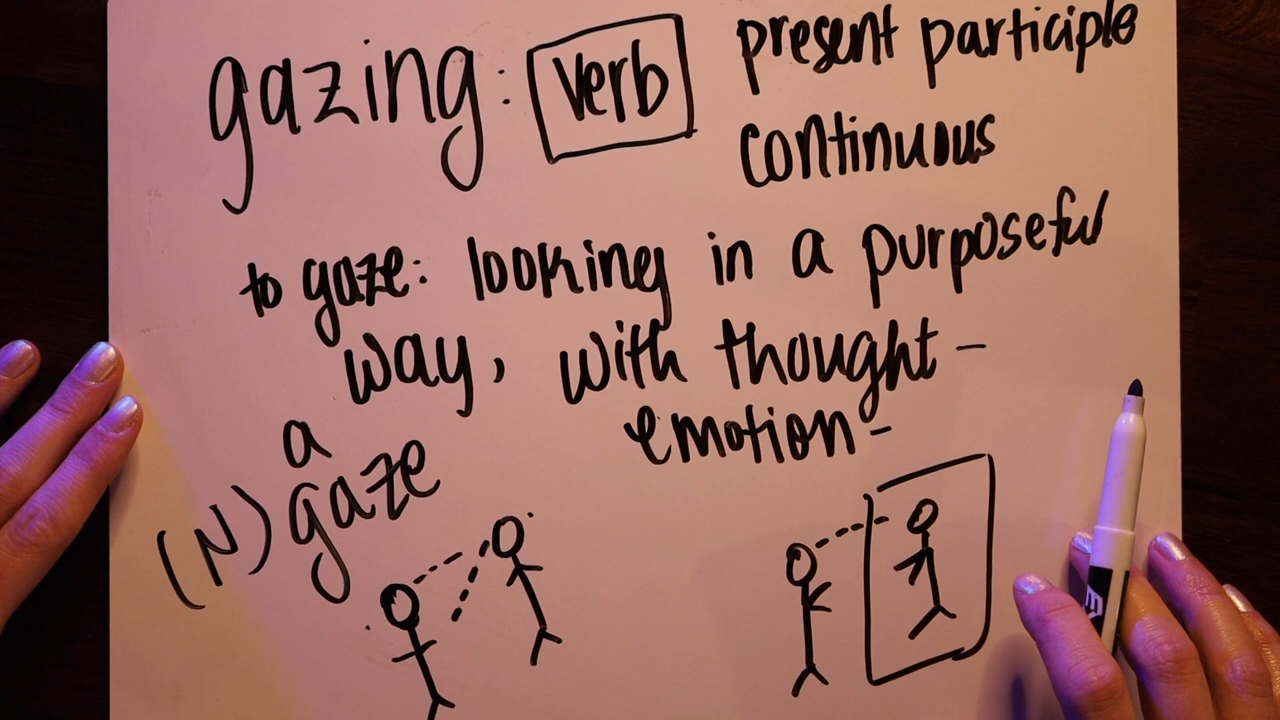 gazing: verb present participle
continuous
to gaze: looking in a purposeful
way, with thought -
emotion -
a
(N) gaze